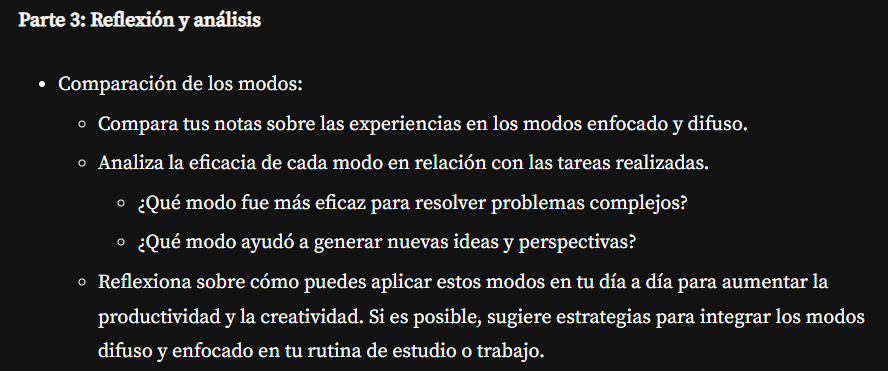 Parte 3: Reflexión y análisis
• Comparación de los modos:
◦ Compara tus notas sobre las experiencias en los modos enfocado y difuso.
◦ Analiza la eficacia de cada modo en relación con las tareas realizadas.
◦ ¿Qué modo fue más eficaz para resolver problemas complejos?
◦ ¿Qué modo ayudó a generar nuevas ideas y perspectivas?
◦ Reflexiona sobre cómo puedes aplicar estos modos en tu día a día para aumentar la
productividad y la creatividad. Si es posible, sugiere estrategias para integrar los modos
difuso y enfocado en tu rutina de estudio o trabajo.